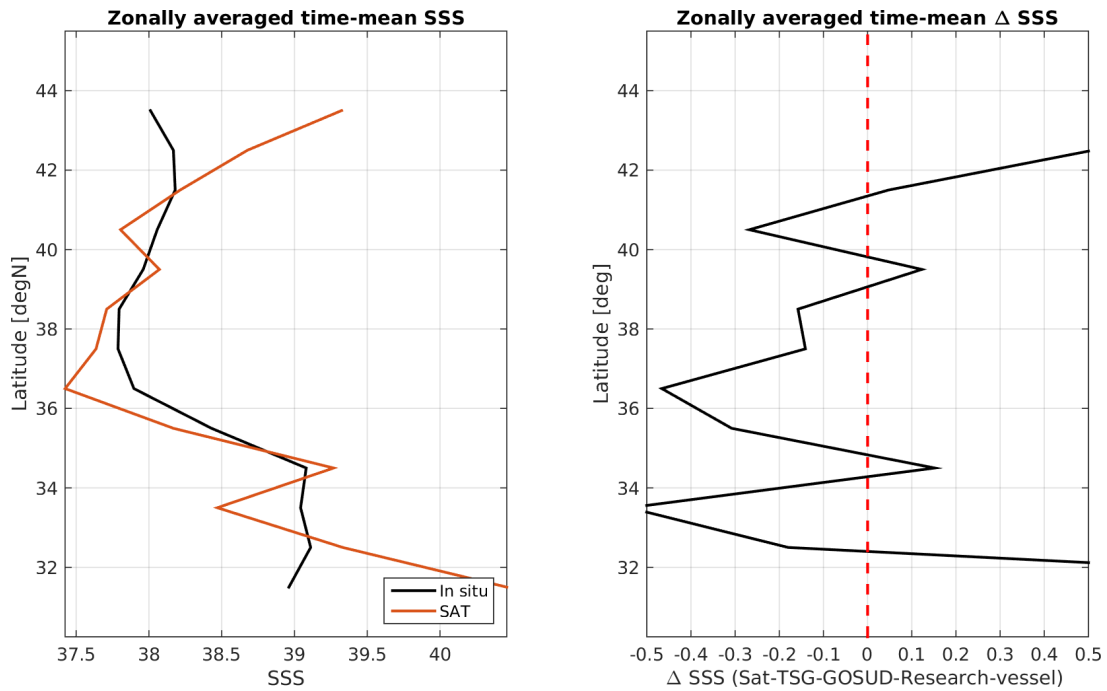 Zonally averaged time-mean SSS
44
42
40
38
36
34
32
Latitude [degN]
37.5 38 38.5 39 39.5 40
SSS
In situ
SAT
Zonally averaged time-mean Δ SSS
44
42
40
38
36
34
32
Latitude [deg]
-0.5 -0.4 -0.3 -0.2 -0.1 0 0.1 0.2 0.3 0.4 0.5
Δ SSS (Sat-TSG-GOSUD-Research-vessel)